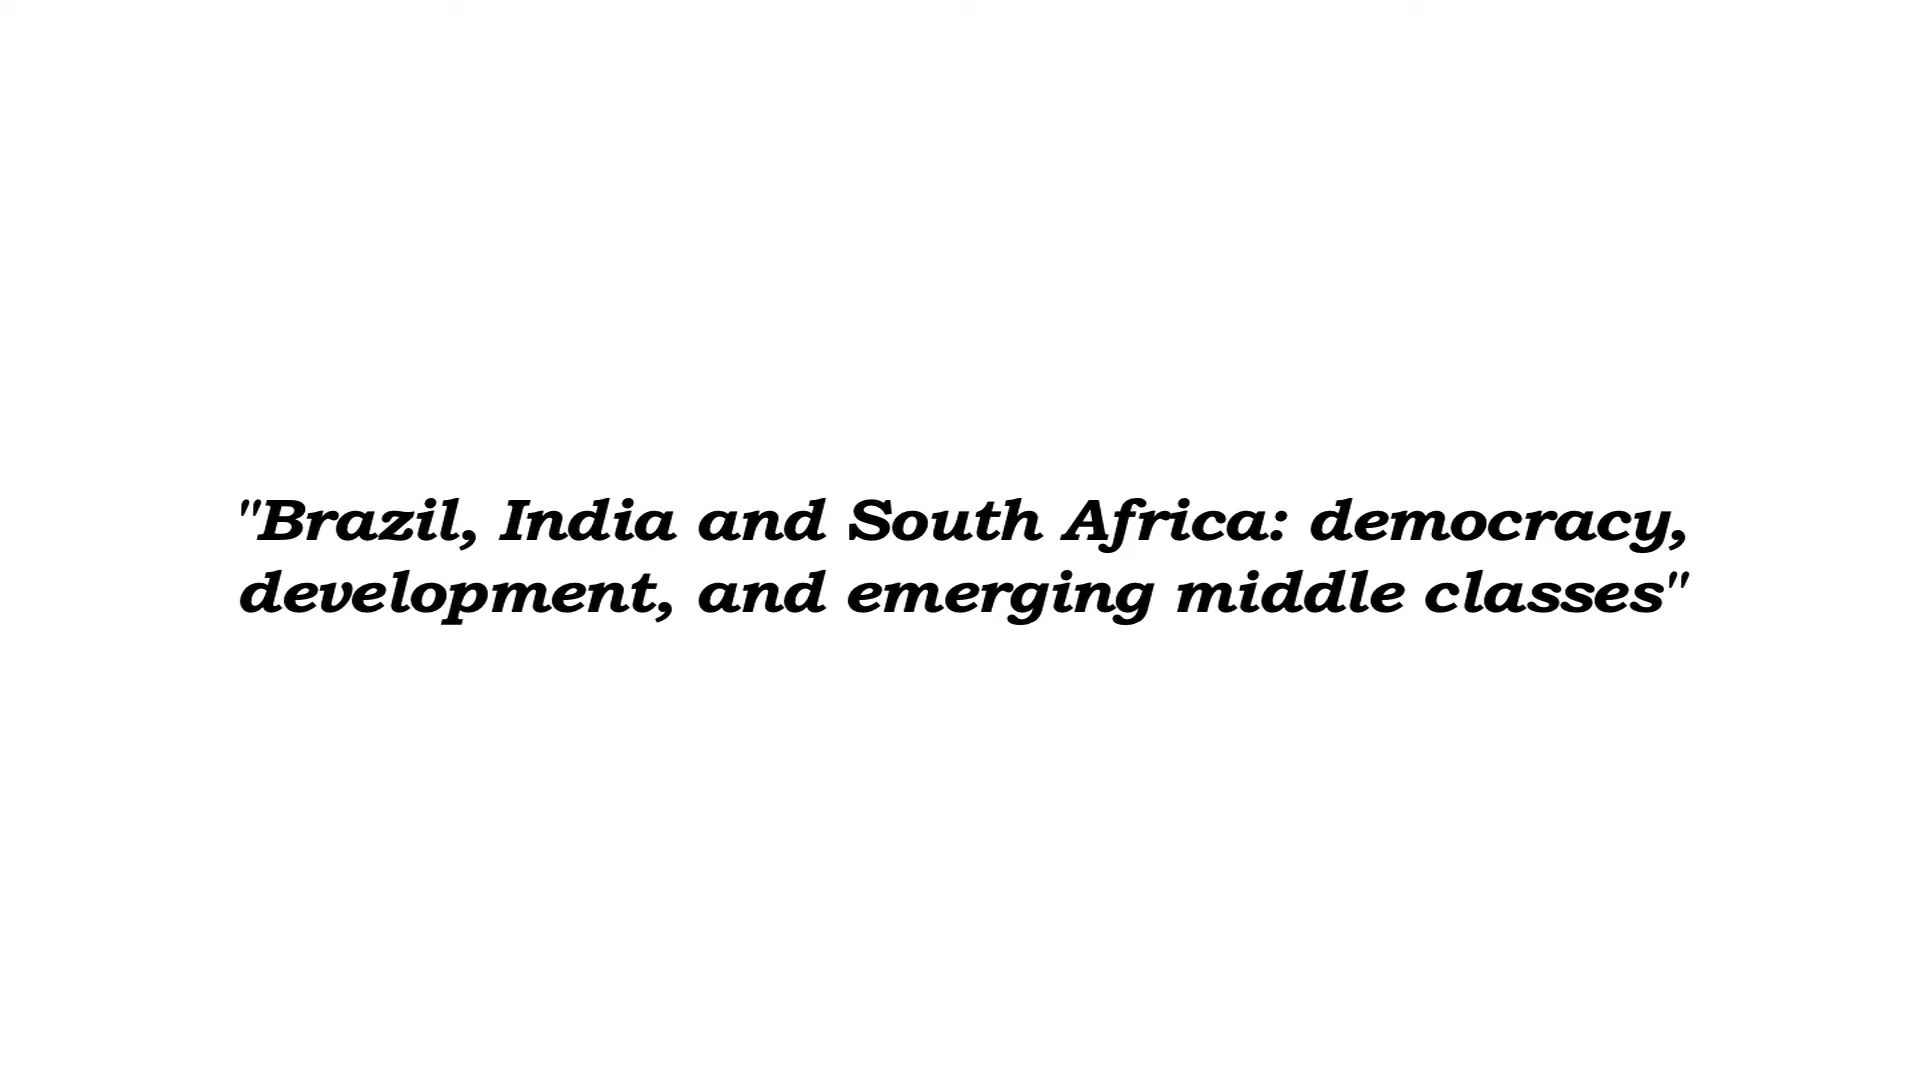 "Brazil, India and South Africa: democracy,
development, and emerging middle classes"